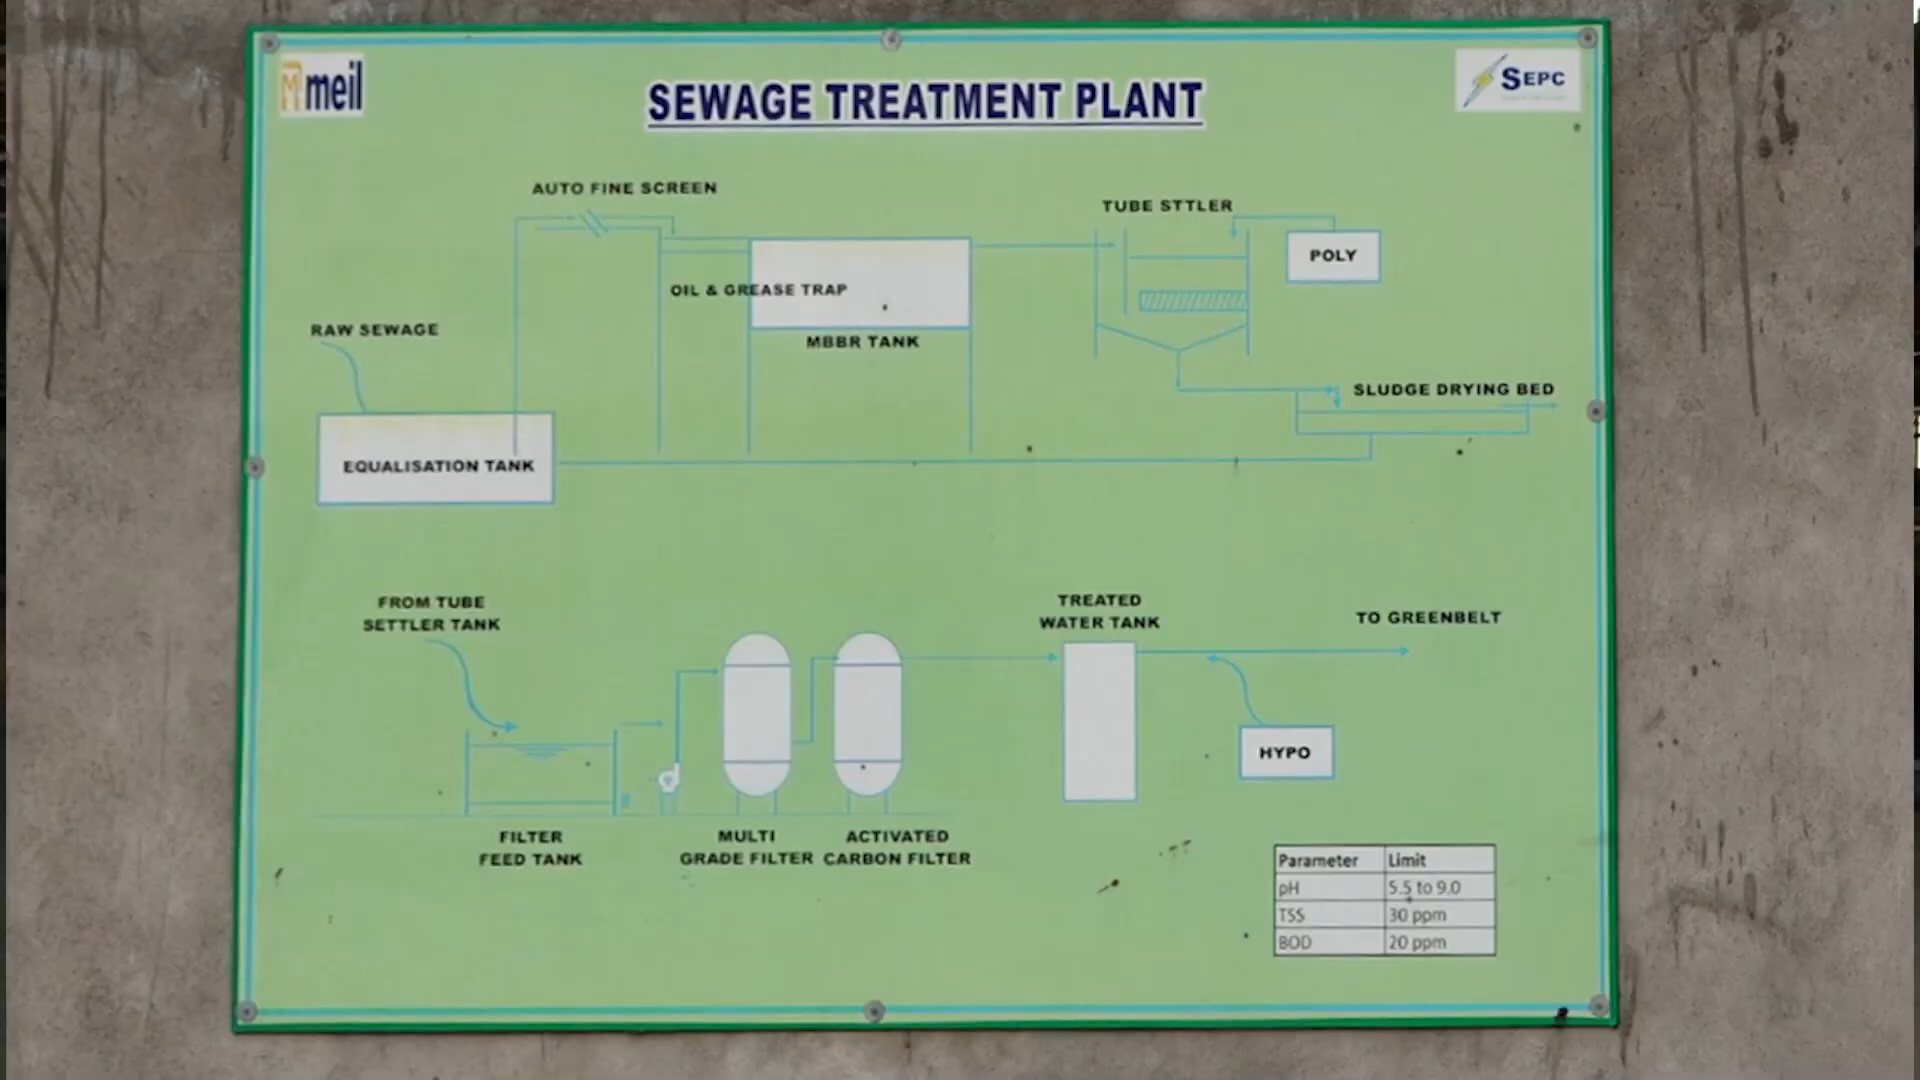 meil
SEWAGE TREATMENT PLANT
SEPC
AUTO FINE SCREEN
TUBE STTLER
POLY
OIL & GREASE TRAP
RAW SEWAGE
MBBR TANK
SLUDGE DRYING BED
EQUALISATION TANK
FROM TUBE
SETTLER TANK
TREATED
WATER TANK
TO GREENBELT
HYPO
FILTER
FEED TANK
MULTI
GRADE FILTER
ACTIVATED
CARBON FILTER
Parameter Limit
pH 5.5 to 9.0
TSS 30 ppm
BOD 20 ppm